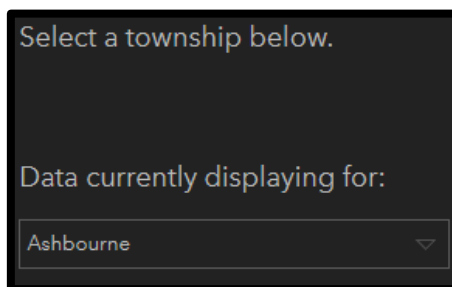 Select a township below.
Data currently displaying for:
Ashbourne